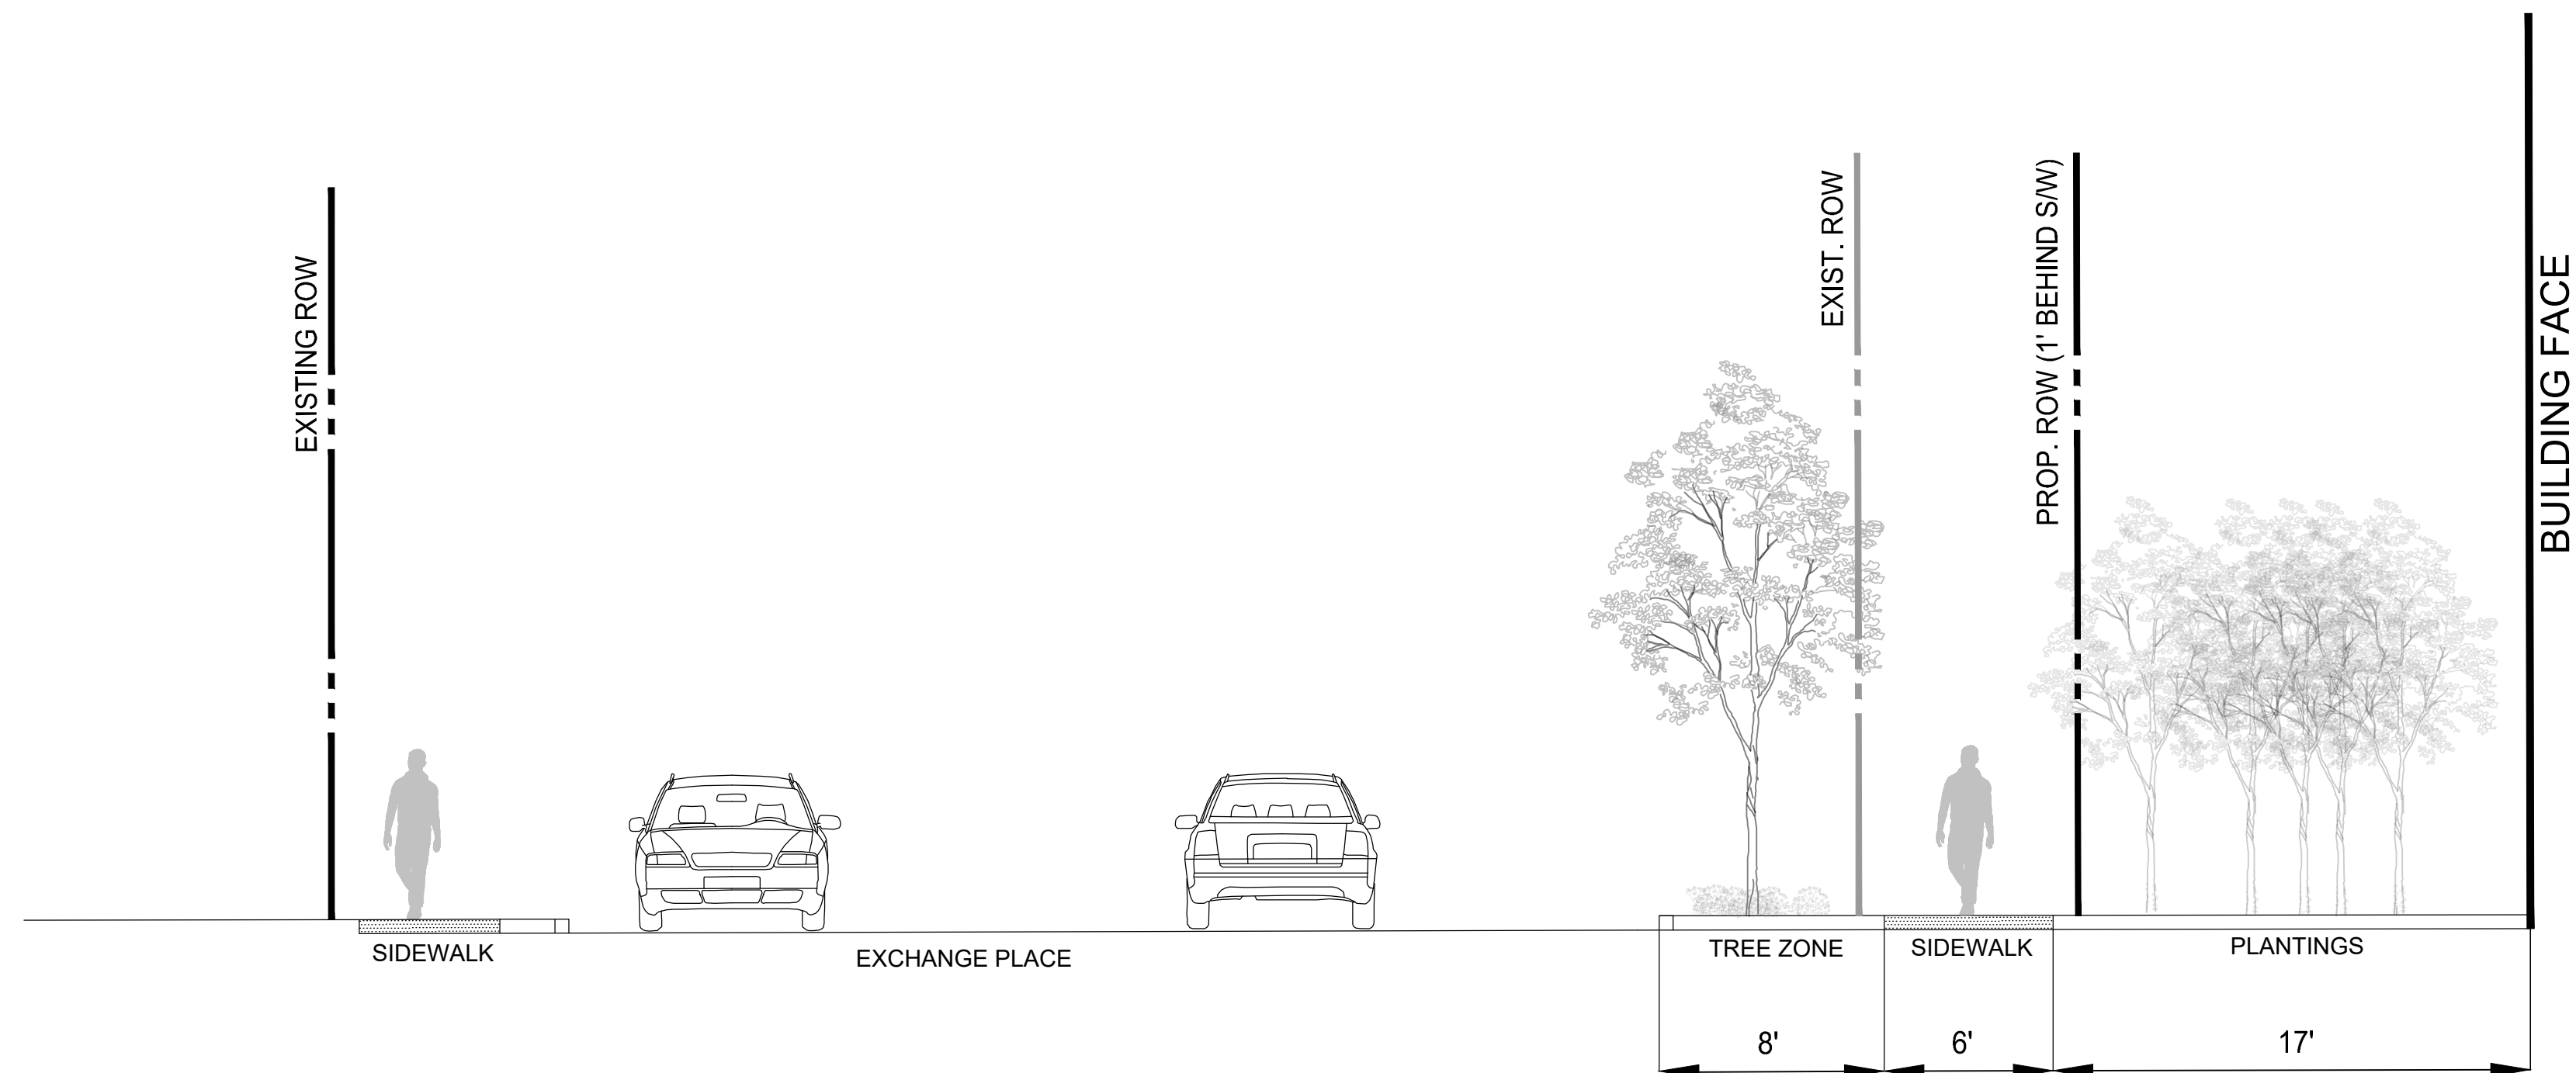 EXISTING ROW
EXIST. ROW
PROP. ROW (1' BEHIND S/W)
BUILDING FACE
SIDEWALK
EXCHANGE PLACE
TREE ZONE
SIDEWALK
PLANTINGS
8'
6'
17'